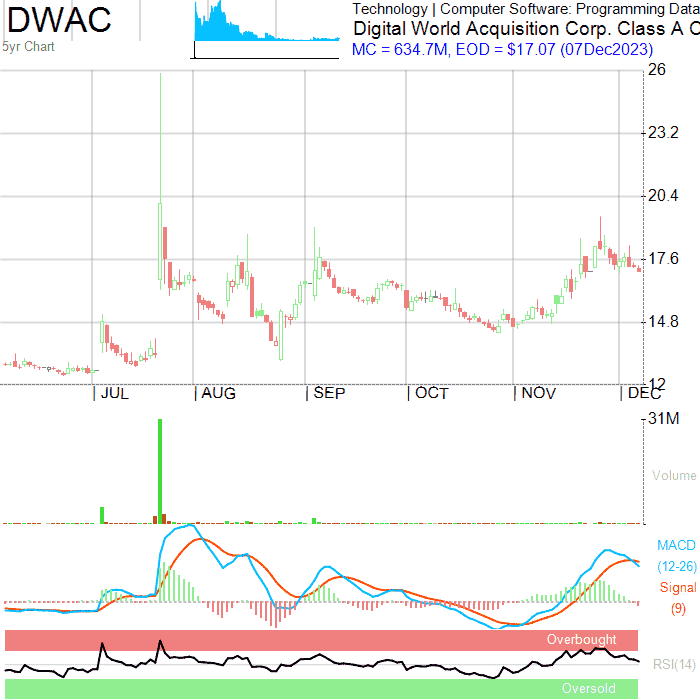 DWAC
5yr Chart
Technology | Computer Software: Programming Data
Digital World Acquisition Corp. Class A C
MC = 634.7M, EOD = $17.07 (07Dec2023)
26
23.2
20.4
17.6
14.8
12
JUL AUG SEP OCT NOV DEC
31M
Volume
MACD
(12-26)
Signal
(9)
Overbought
RSI(14)
Oversold